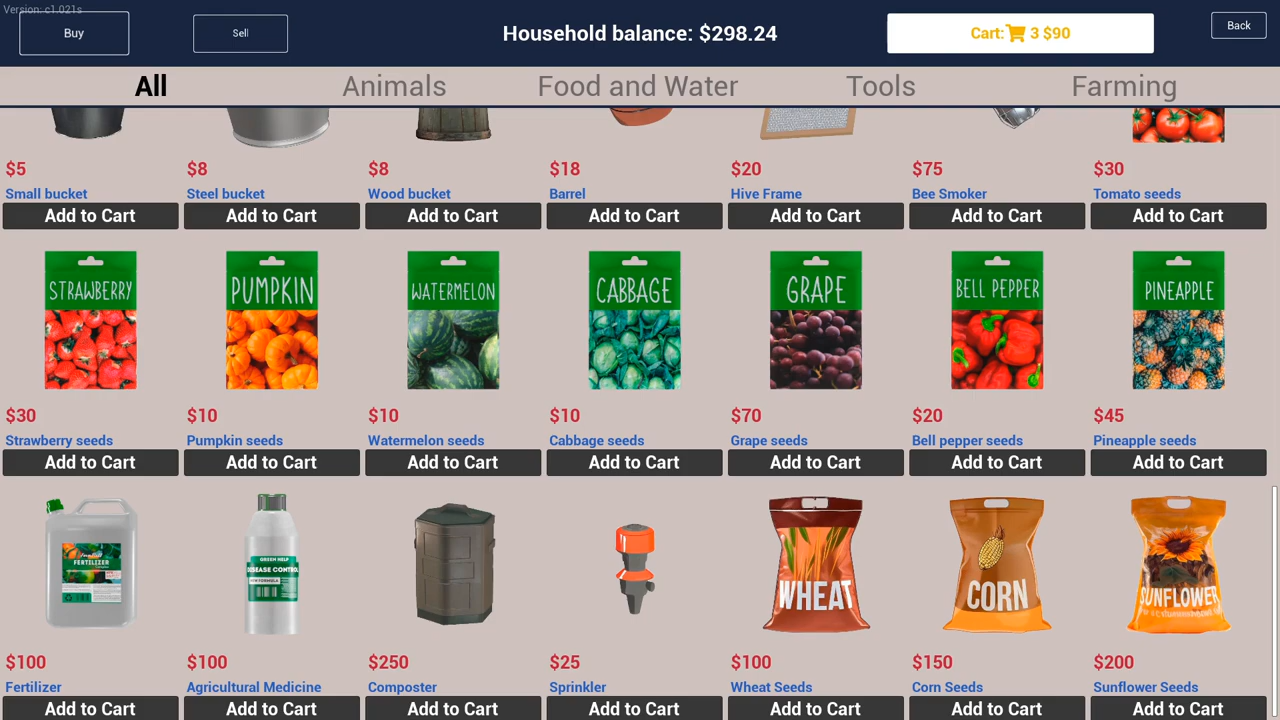 Version: c1.021s
Buy
Sell
Household balance: $298.24
Cart: 3 $90
Back
All
Animals
Food and Water
Tools
Farming
$5
$8
$8
$18
$20
$75
$30
Small bucket
Steel bucket
Wood bucket
Barrel
Hive Frame
Bee Smoker
Tomato seeds
Add to Cart
Add to Cart
Add to Cart
Add to Cart
Add to Cart
Add to Cart
Add to Cart
STRAWBERRY
PUMPKIN
WATERMELON
CABBAGE
GRAPE
BELL PEPPER
PINEAPPLE
$30
$10
$10
$10
$70
$20
$45
Strawberry seeds
Pumpkin seeds
Watermelon seeds
Cabbage seeds
Grape seeds
Bell pepper seeds
Pineapple seeds
Add to Cart
Add to Cart
Add to Cart
Add to Cart
Add to Cart
Add to Cart
Add to Cart
FERTILIZER
GREEN HELP
DISEASE CONTROL
NEW FORMULA
WHEAT
CORN
SUNFLOWER
$100
$100
$250
$25
$100
$150
$200
Fertilizer
Agricultural Medicine
Composter
Sprinkler
Wheat Seeds
Corn Seeds
Sunflower Seeds
Add to Cart
Add to Cart
Add to Cart
Add to Cart
Add to Cart
Add to Cart
Add to Cart